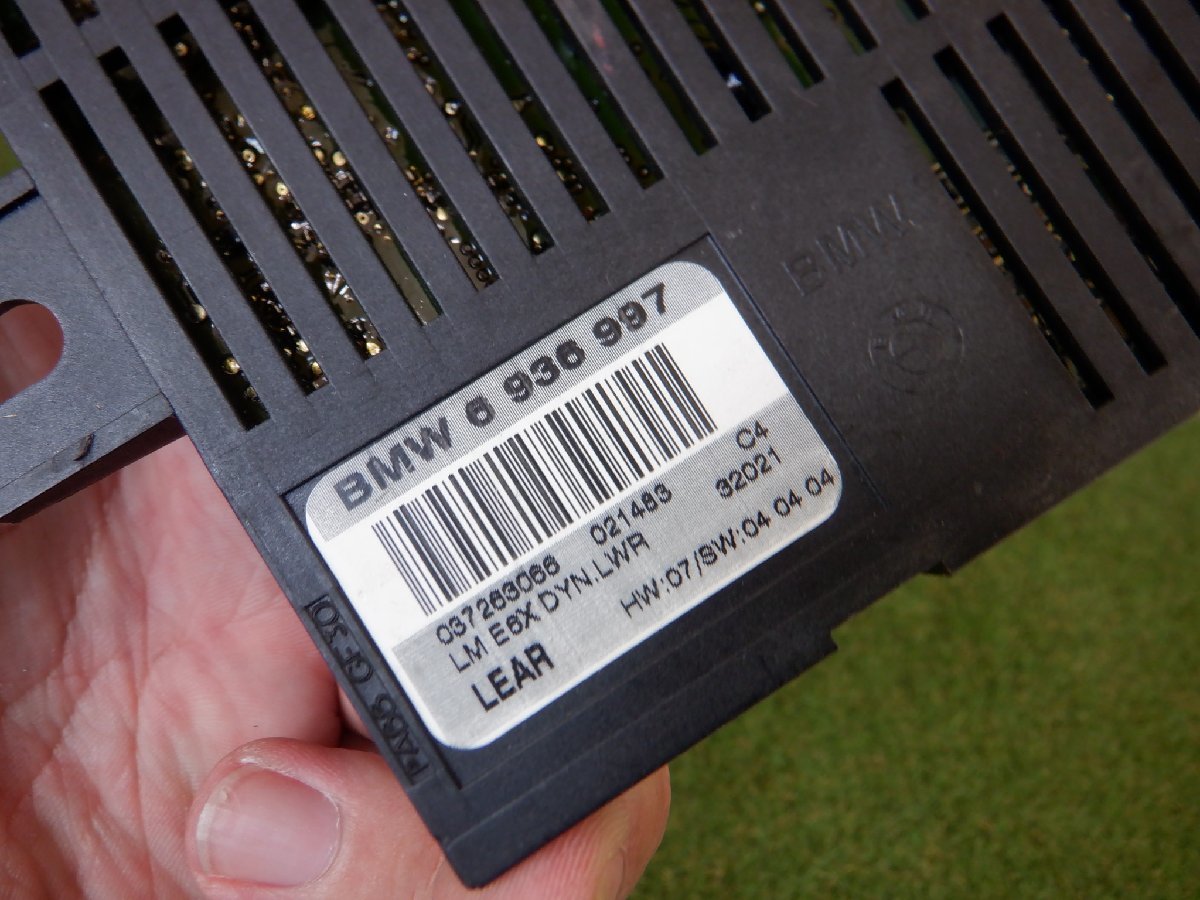 BMW
BMW 6 936 997
037263066 021483 C4
LM E6X DYN.LWR 32021
LEAR HW:07/SW:04 04 04
PA66 GF30